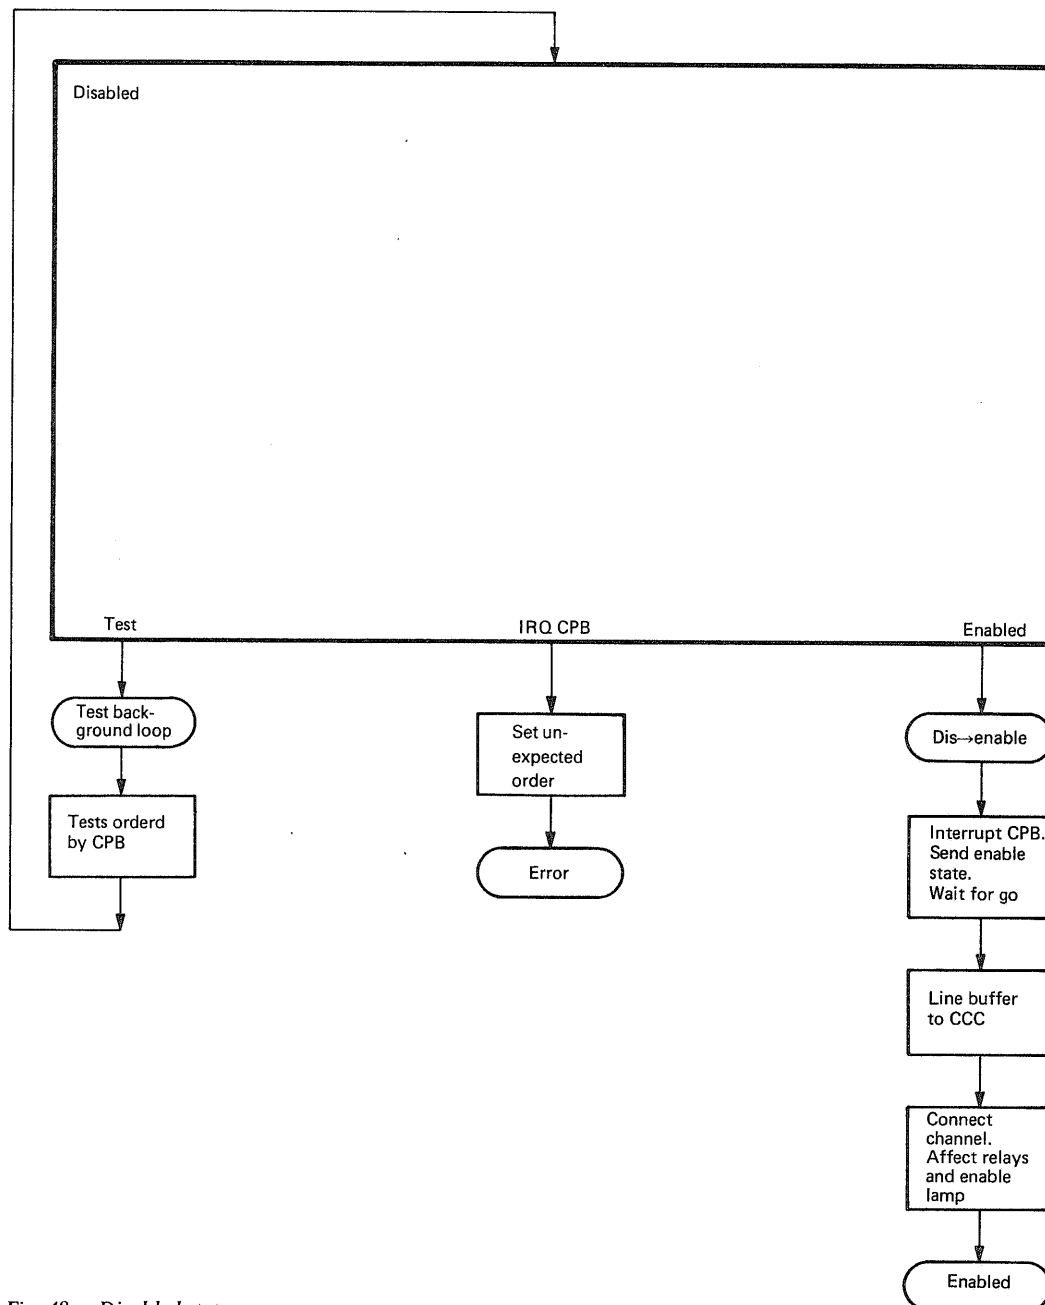 Disabled
Test
IRQ CPB
Enabled
Test back-
ground loop
Tests orderd
by CPB
Set un-
expected
order
Error
Dis→enable
Interrupt CPB.
Send enable
state.
Wait for go
Line buffer
to CCC
Connect
channel.
Affect relays
and enable
lamp
Enabled